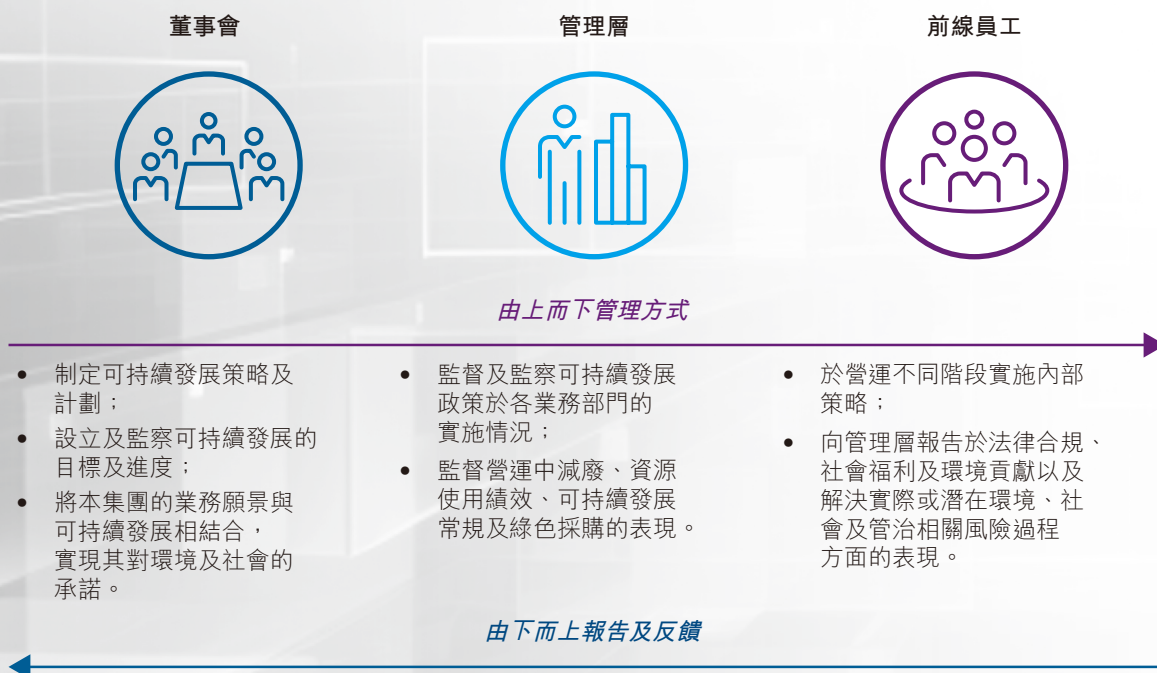 董事會
管理層
前線員工
由上而下管理方式
• 制定可持續發展策略及
計劃；
• 設立及監察可持續發展的
目標及進度；
• 將本集團的業務願景與
可持續發展相結合，
實現其對環境及社會的
承諾。
• 監督及監察可持續發展
政策於各業務部門的
實施情況；
• 監督營運中減廢、資源
使用績效、可持續發展
常規及綠色採購的表現。
• 於營運不同階段實施內部
策略；
• 向管理層報告於法律合規、
社會福利及環境貢獻以及
解決實際或潛在環境、社
會及管治相關風險過程
方面的表現。
由下而上報告及反饋